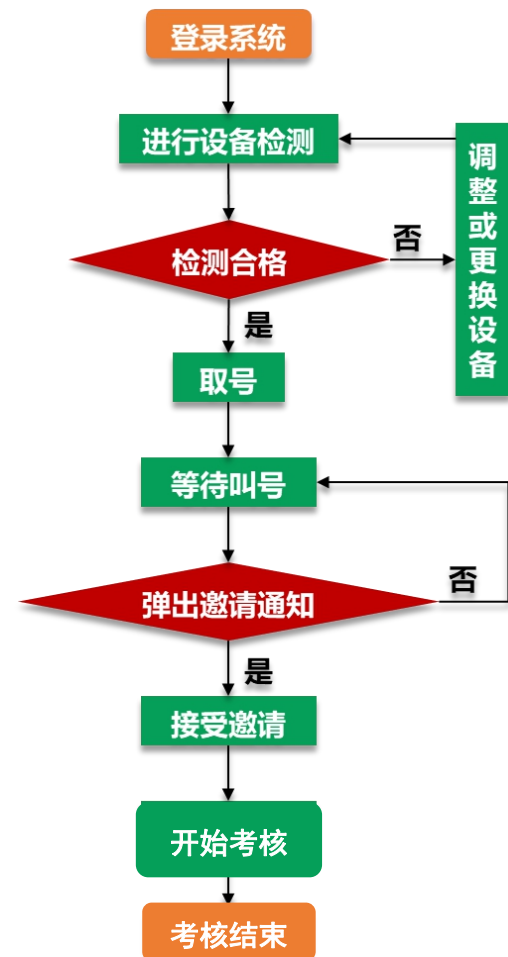 登录系统
进行设备检测
检测合格
否
调整或更换设备
是
取号
等待叫号
弹出邀请通知
否
是
接受邀请
开始考核
考核结束